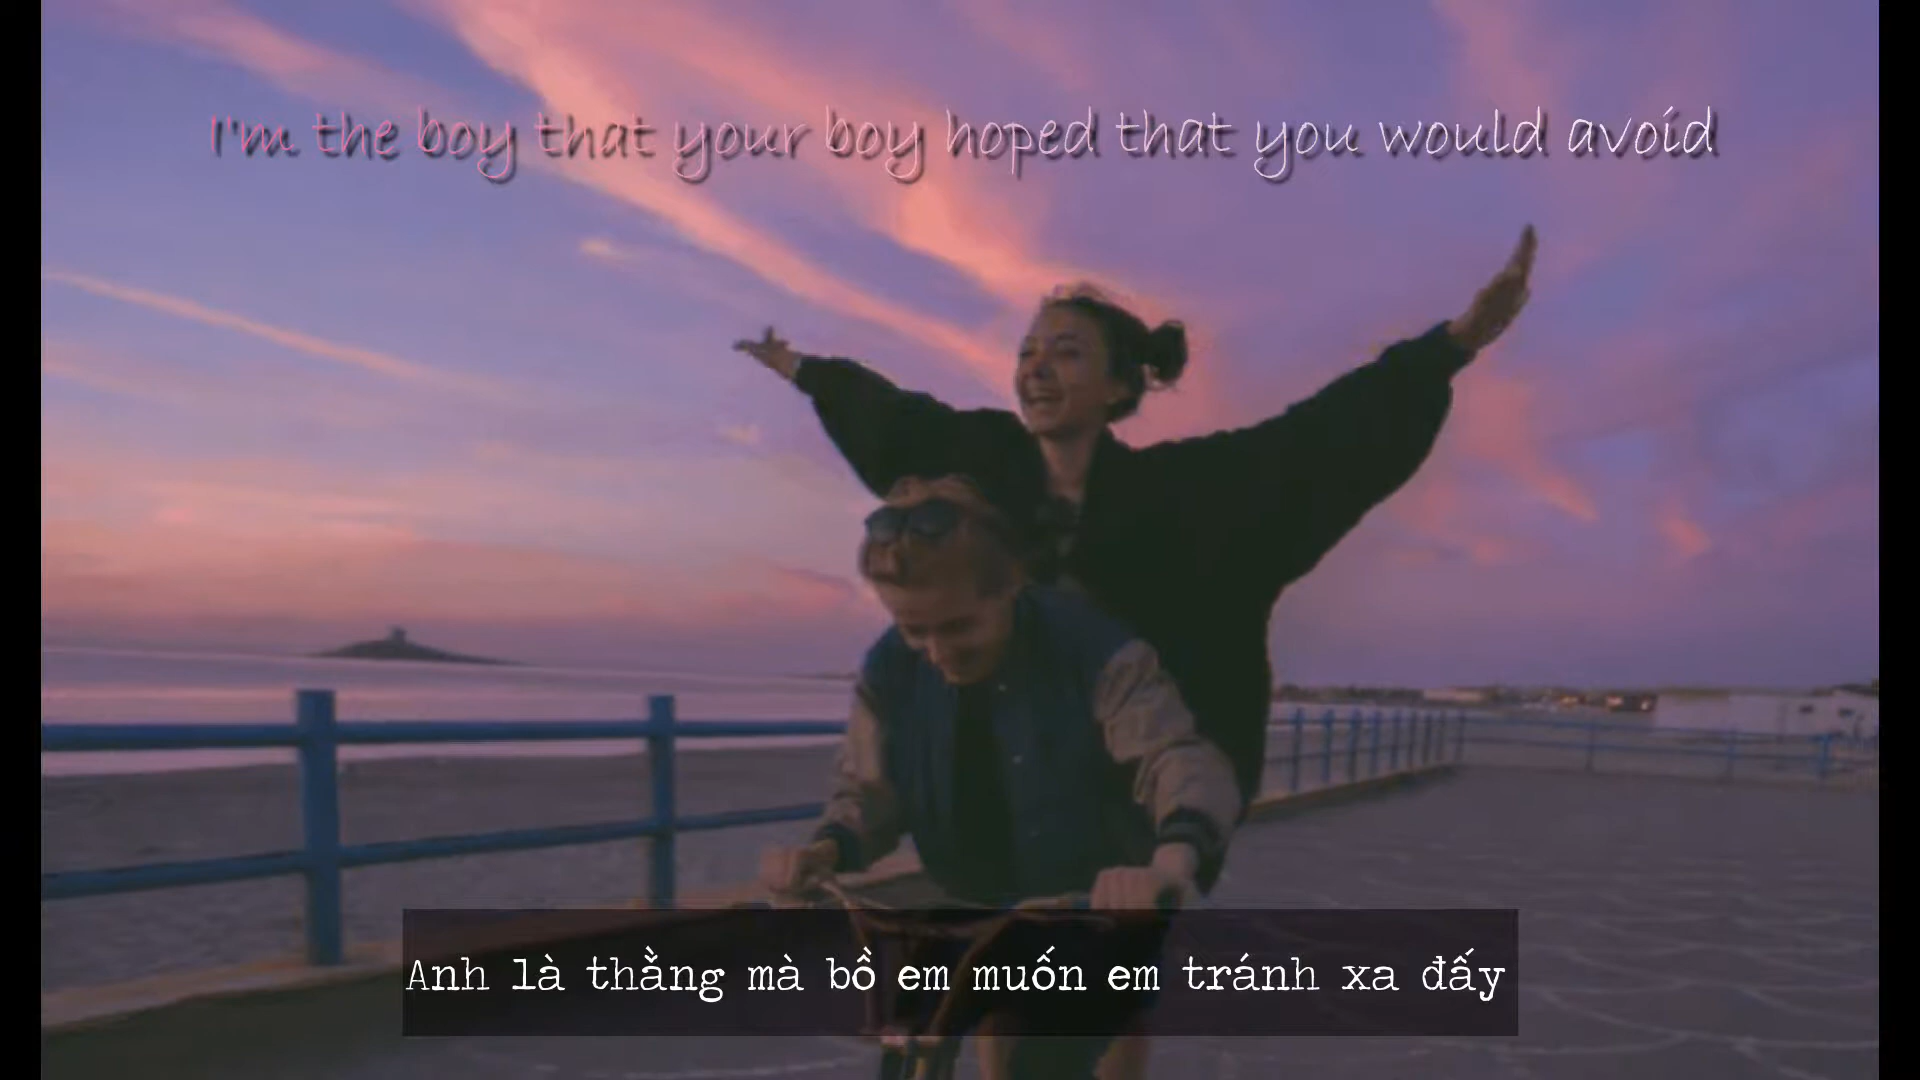 I'm the boy that your boy hoped that you would avoid
Anh là thằng mà bồ em muốn em tránh xa đấy